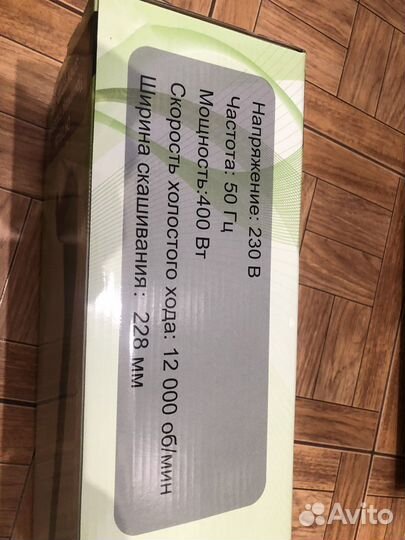 Напряжение: 230 В
Частота: 50 Гц
Мощность:400 Вт
Скорость холостого хода: 12 000 об/мин
Ширина скашивания: 228 мм
Avito